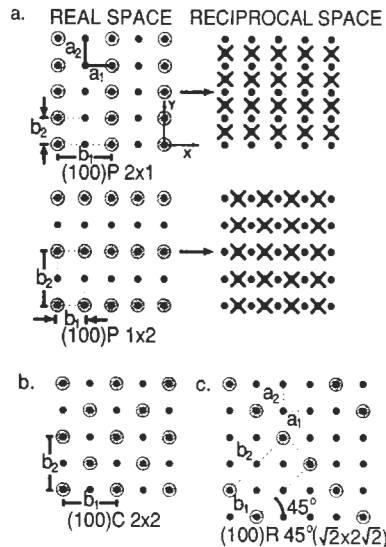 a. REAL SPACE RECIPROCAL SPACE
a₂
a₁
b₂
Y
b₁
X
(100)P 2x1
b₂
b₁
(100)P 1x2
b. c.
a₂
a₁
b₂ b₂
b₁ b₁ 45°
(100)C 2x2 (100)R 45°(√2x2√2)